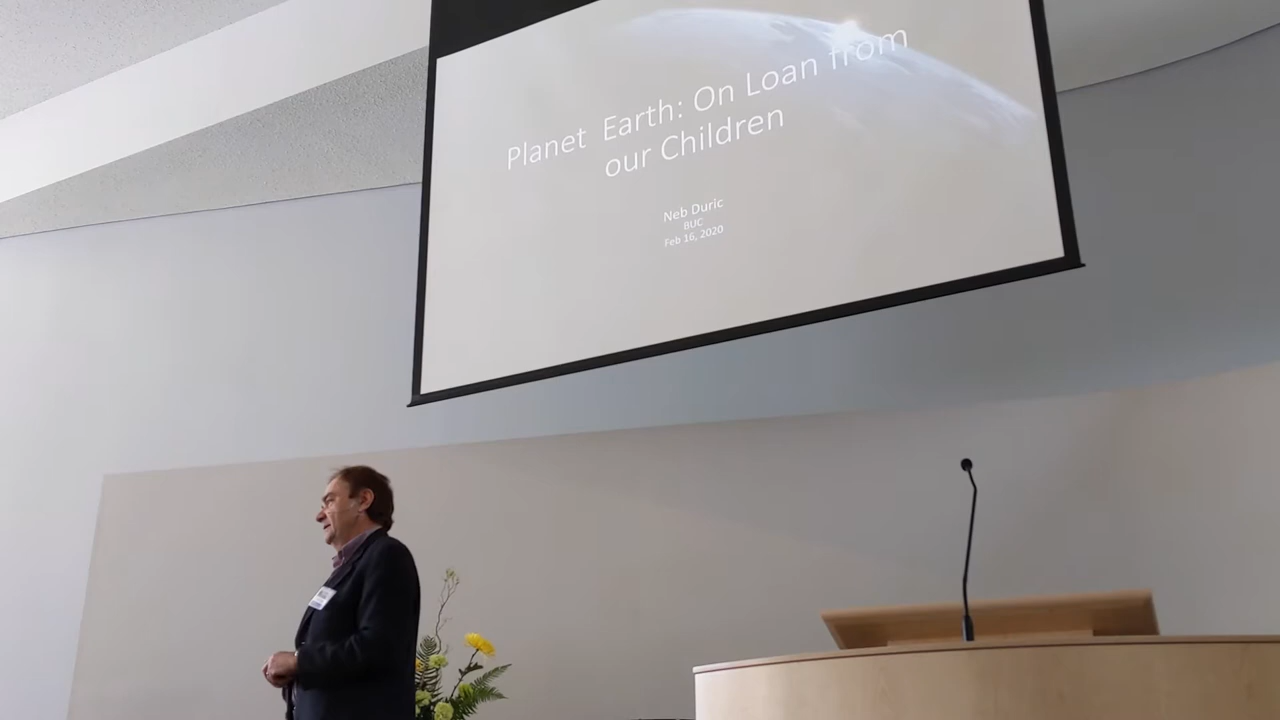 Planet Earth: On Loan from
our Children
Neb Duric
BUC
Feb 16, 2020